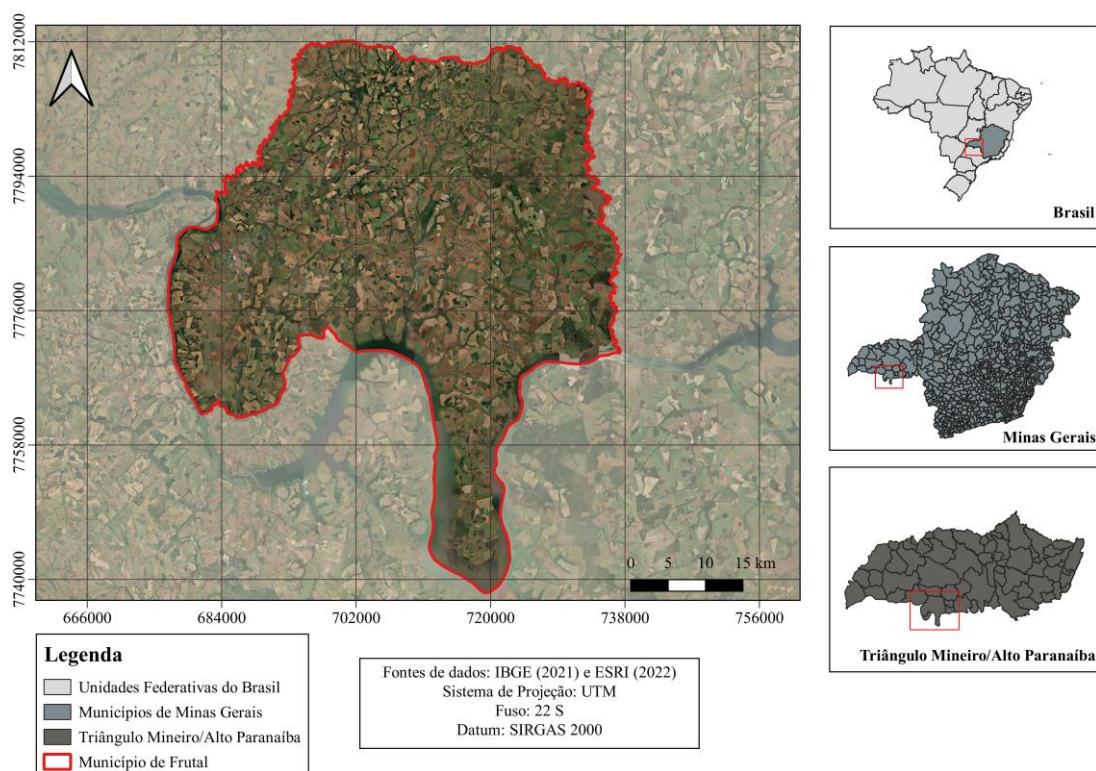 7812000
7794000
7776000
7758000
7740000
666000
684000
702000
720000
738000
756000
0 5 10 15 km
Brasil
Minas Gerais
Triângulo Mineiro/Alto Paranaíba
Legenda
Unidades Federativas do Brasil
Municípios de Minas Gerais
Triângulo Mineiro/Alto Paranaíba
Município de Frutal
Fontes de dados: IBGE (2021) e ESRI (2022)
Sistema de Projeção: UTM
Fuso: 22 S
Datum: SIRGAS 2000